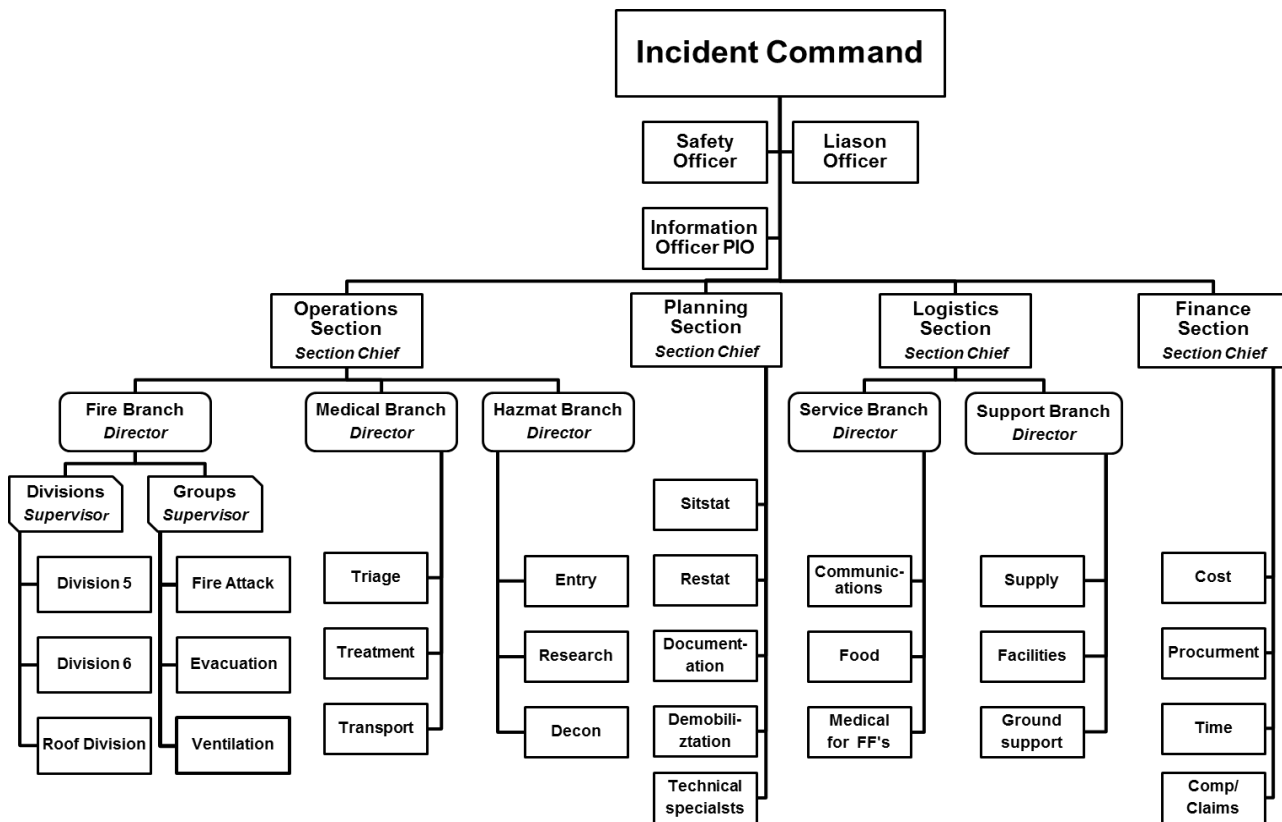 Incident Command
Safety
Officer
Liason
Officer
Information
Officer PIO
Operations
Section
Section Chief
Planning
Section
Section Chief
Logistics
Section
Section Chief
Finance
Section
Section Chief
Fire Branch
Director
Medical Branch
Director
Hazmat Branch
Director
Service Branch
Director
Support Branch
Director
Divisions
Supervisor
Groups
Supervisor
Division 5
Division 6
Roof Division
Fire Attack
Evacuation
Ventilation
Triage
Treatment
Transport
Entry
Research
Decon
Sitstat
Restat
Document-
ation
Demobili-
ztation
Technical
specialsts
Communic-
ations
Food
Medical
for FF's
Supply
Facilities
Ground
support
Cost
Procurment
Time
Comp/
Claims